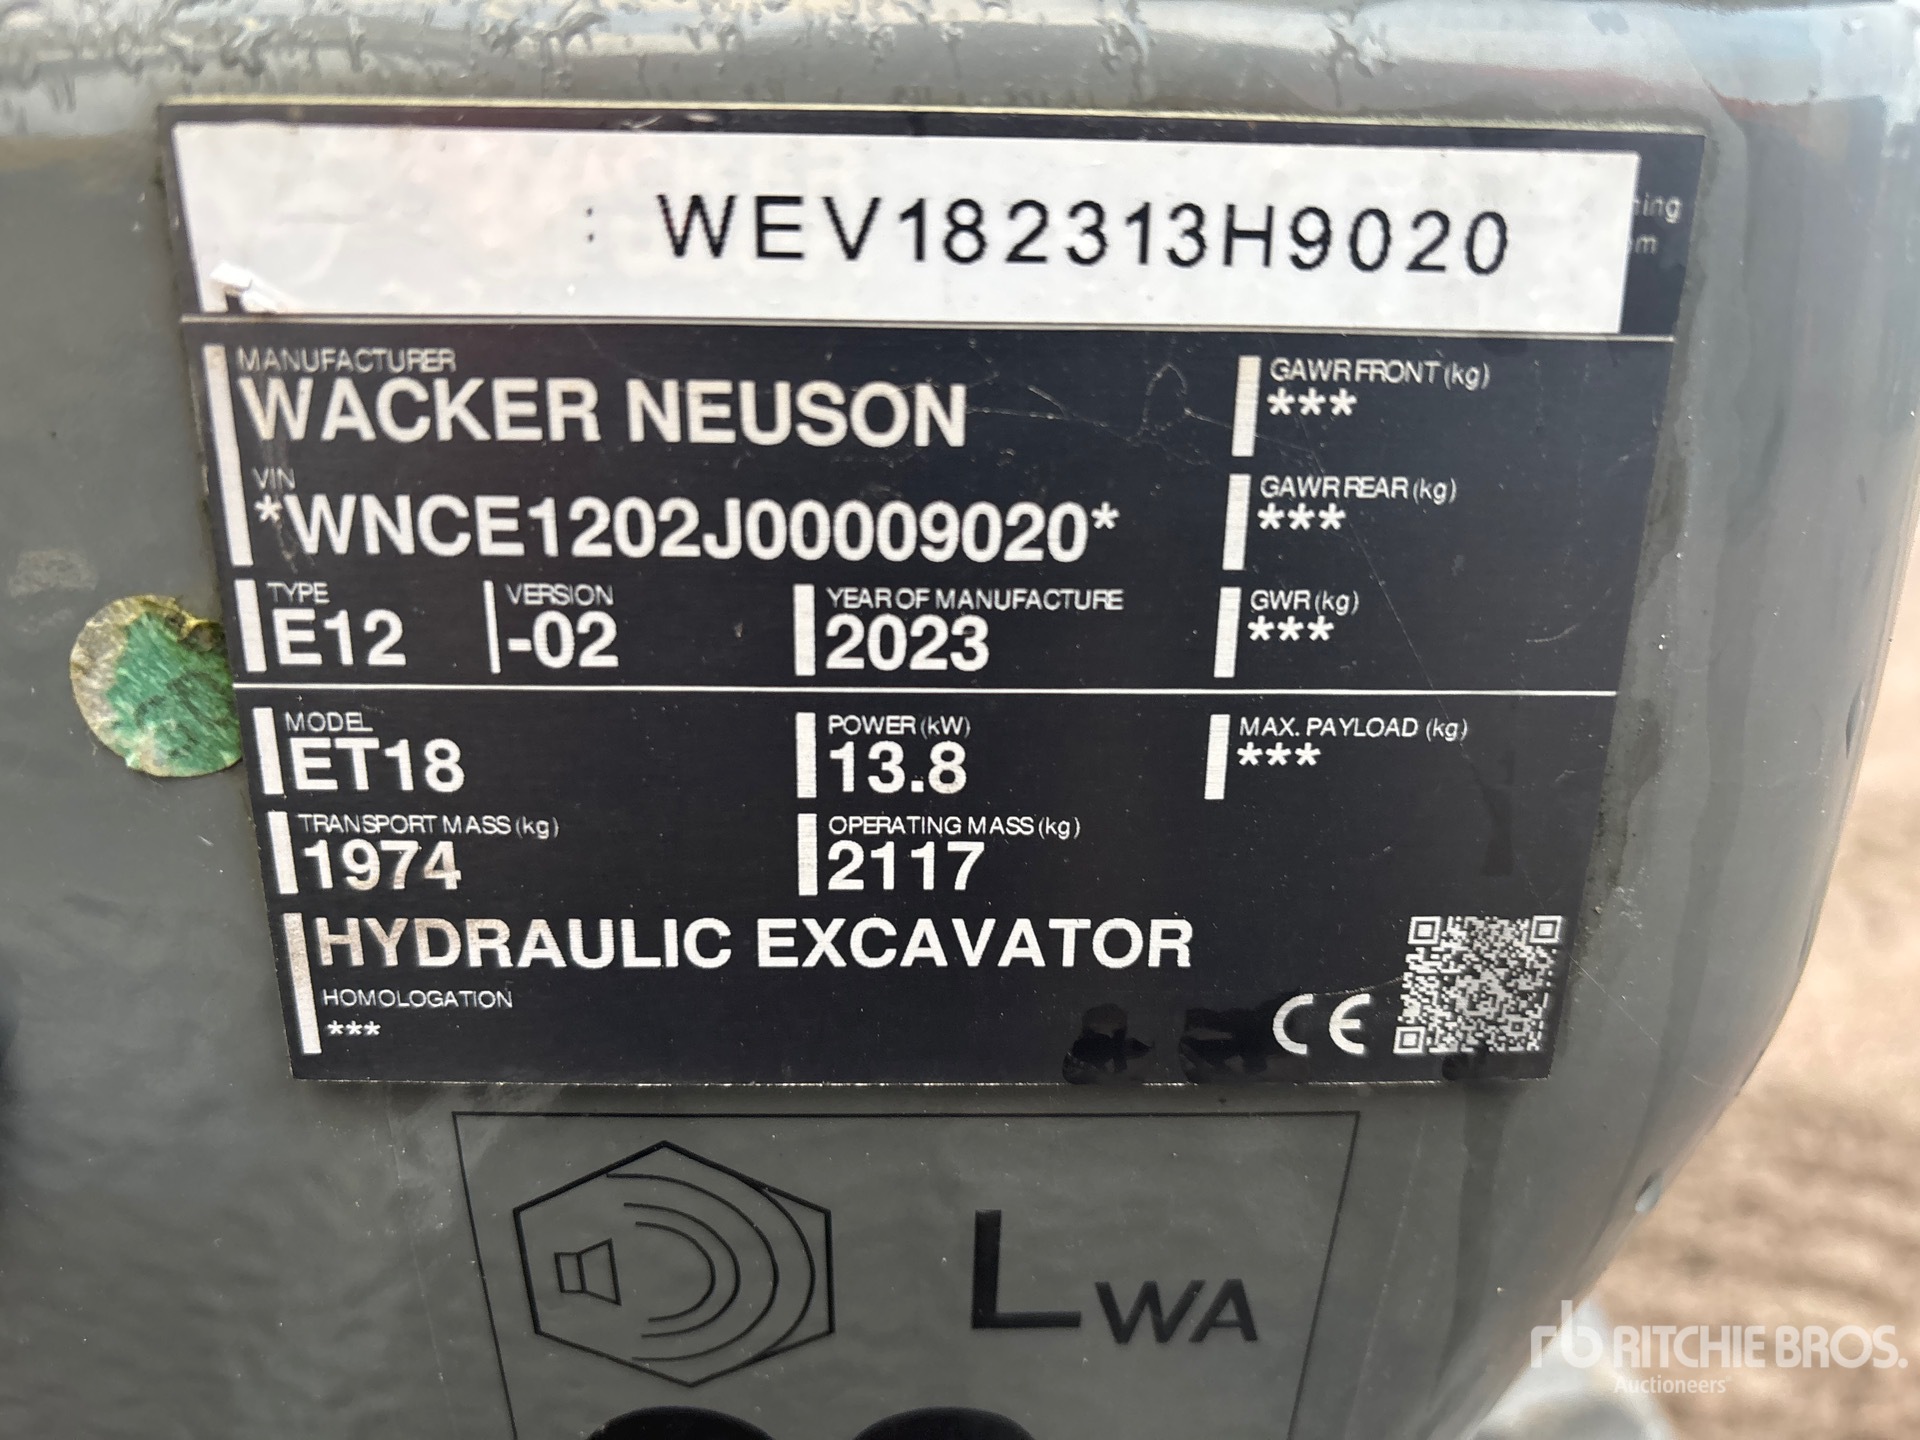 : WEV182313H9020
MANUFACTURER
WACKER NEUSON
VIN
*WNCE1202J00009020*
TYPE
E12
VERSION
-02
YEAR OF MANUFACTURE
2023
GAWR FRONT (kg)
***
GAWR REAR (kg)
***
GWR (kg)
***
MODEL
ET18
POWER (kW)
13.8
MAX. PAYLOAD (kg)
***
TRANSPORT MASS (kg)
1974
OPERATING MASS (kg)
2117
HYDRAULIC EXCAVATOR
HOMOLOGATION
***
CE
LWA
rb RITCHIE BROS.
Auctioneers